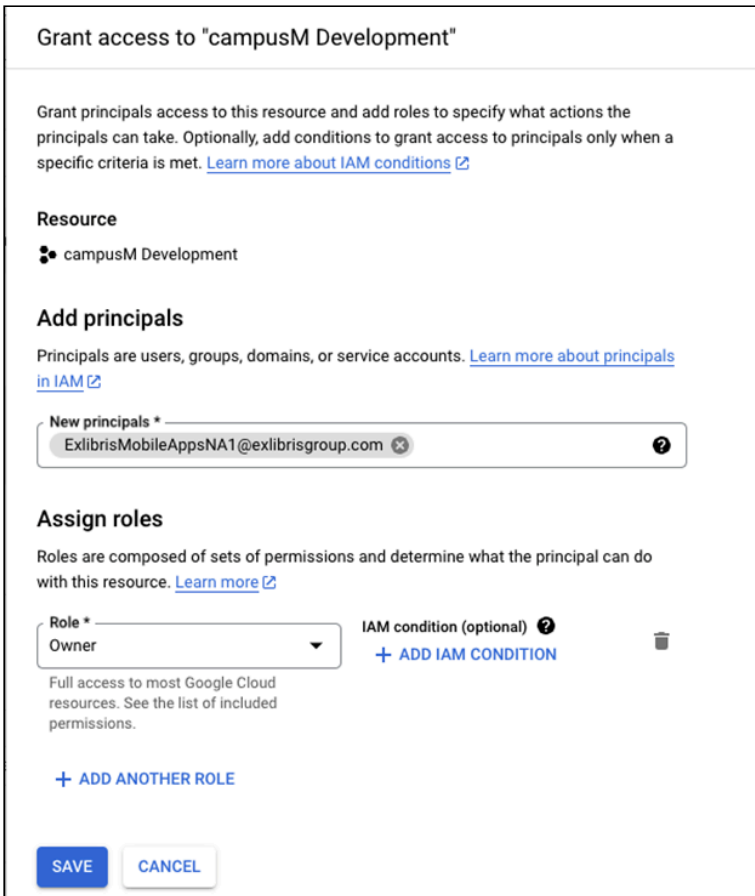 Grant access to "campusM Development"
Grant principals access to this resource and add roles to specify what actions the
principals can take. Optionally, add conditions to grant access to principals only when a
specific criteria is met. Learn more about IAM conditions
Resource
campusM Development
Add principals
Principals are users, groups, domains, or service accounts. Learn more about principals
in IAM
New principals *
ExlibrisMobileAppsNA1@exlibrisgroup.com
Assign roles
Roles are composed of sets of permissions and determine what the principal can do
with this resource. Learn more
Role *
Owner
IAM condition (optional)
+ ADD IAM CONDITION
Full access to most Google Cloud
resources. See the list of included
permissions.
+ ADD ANOTHER ROLE
SAVE CANCEL